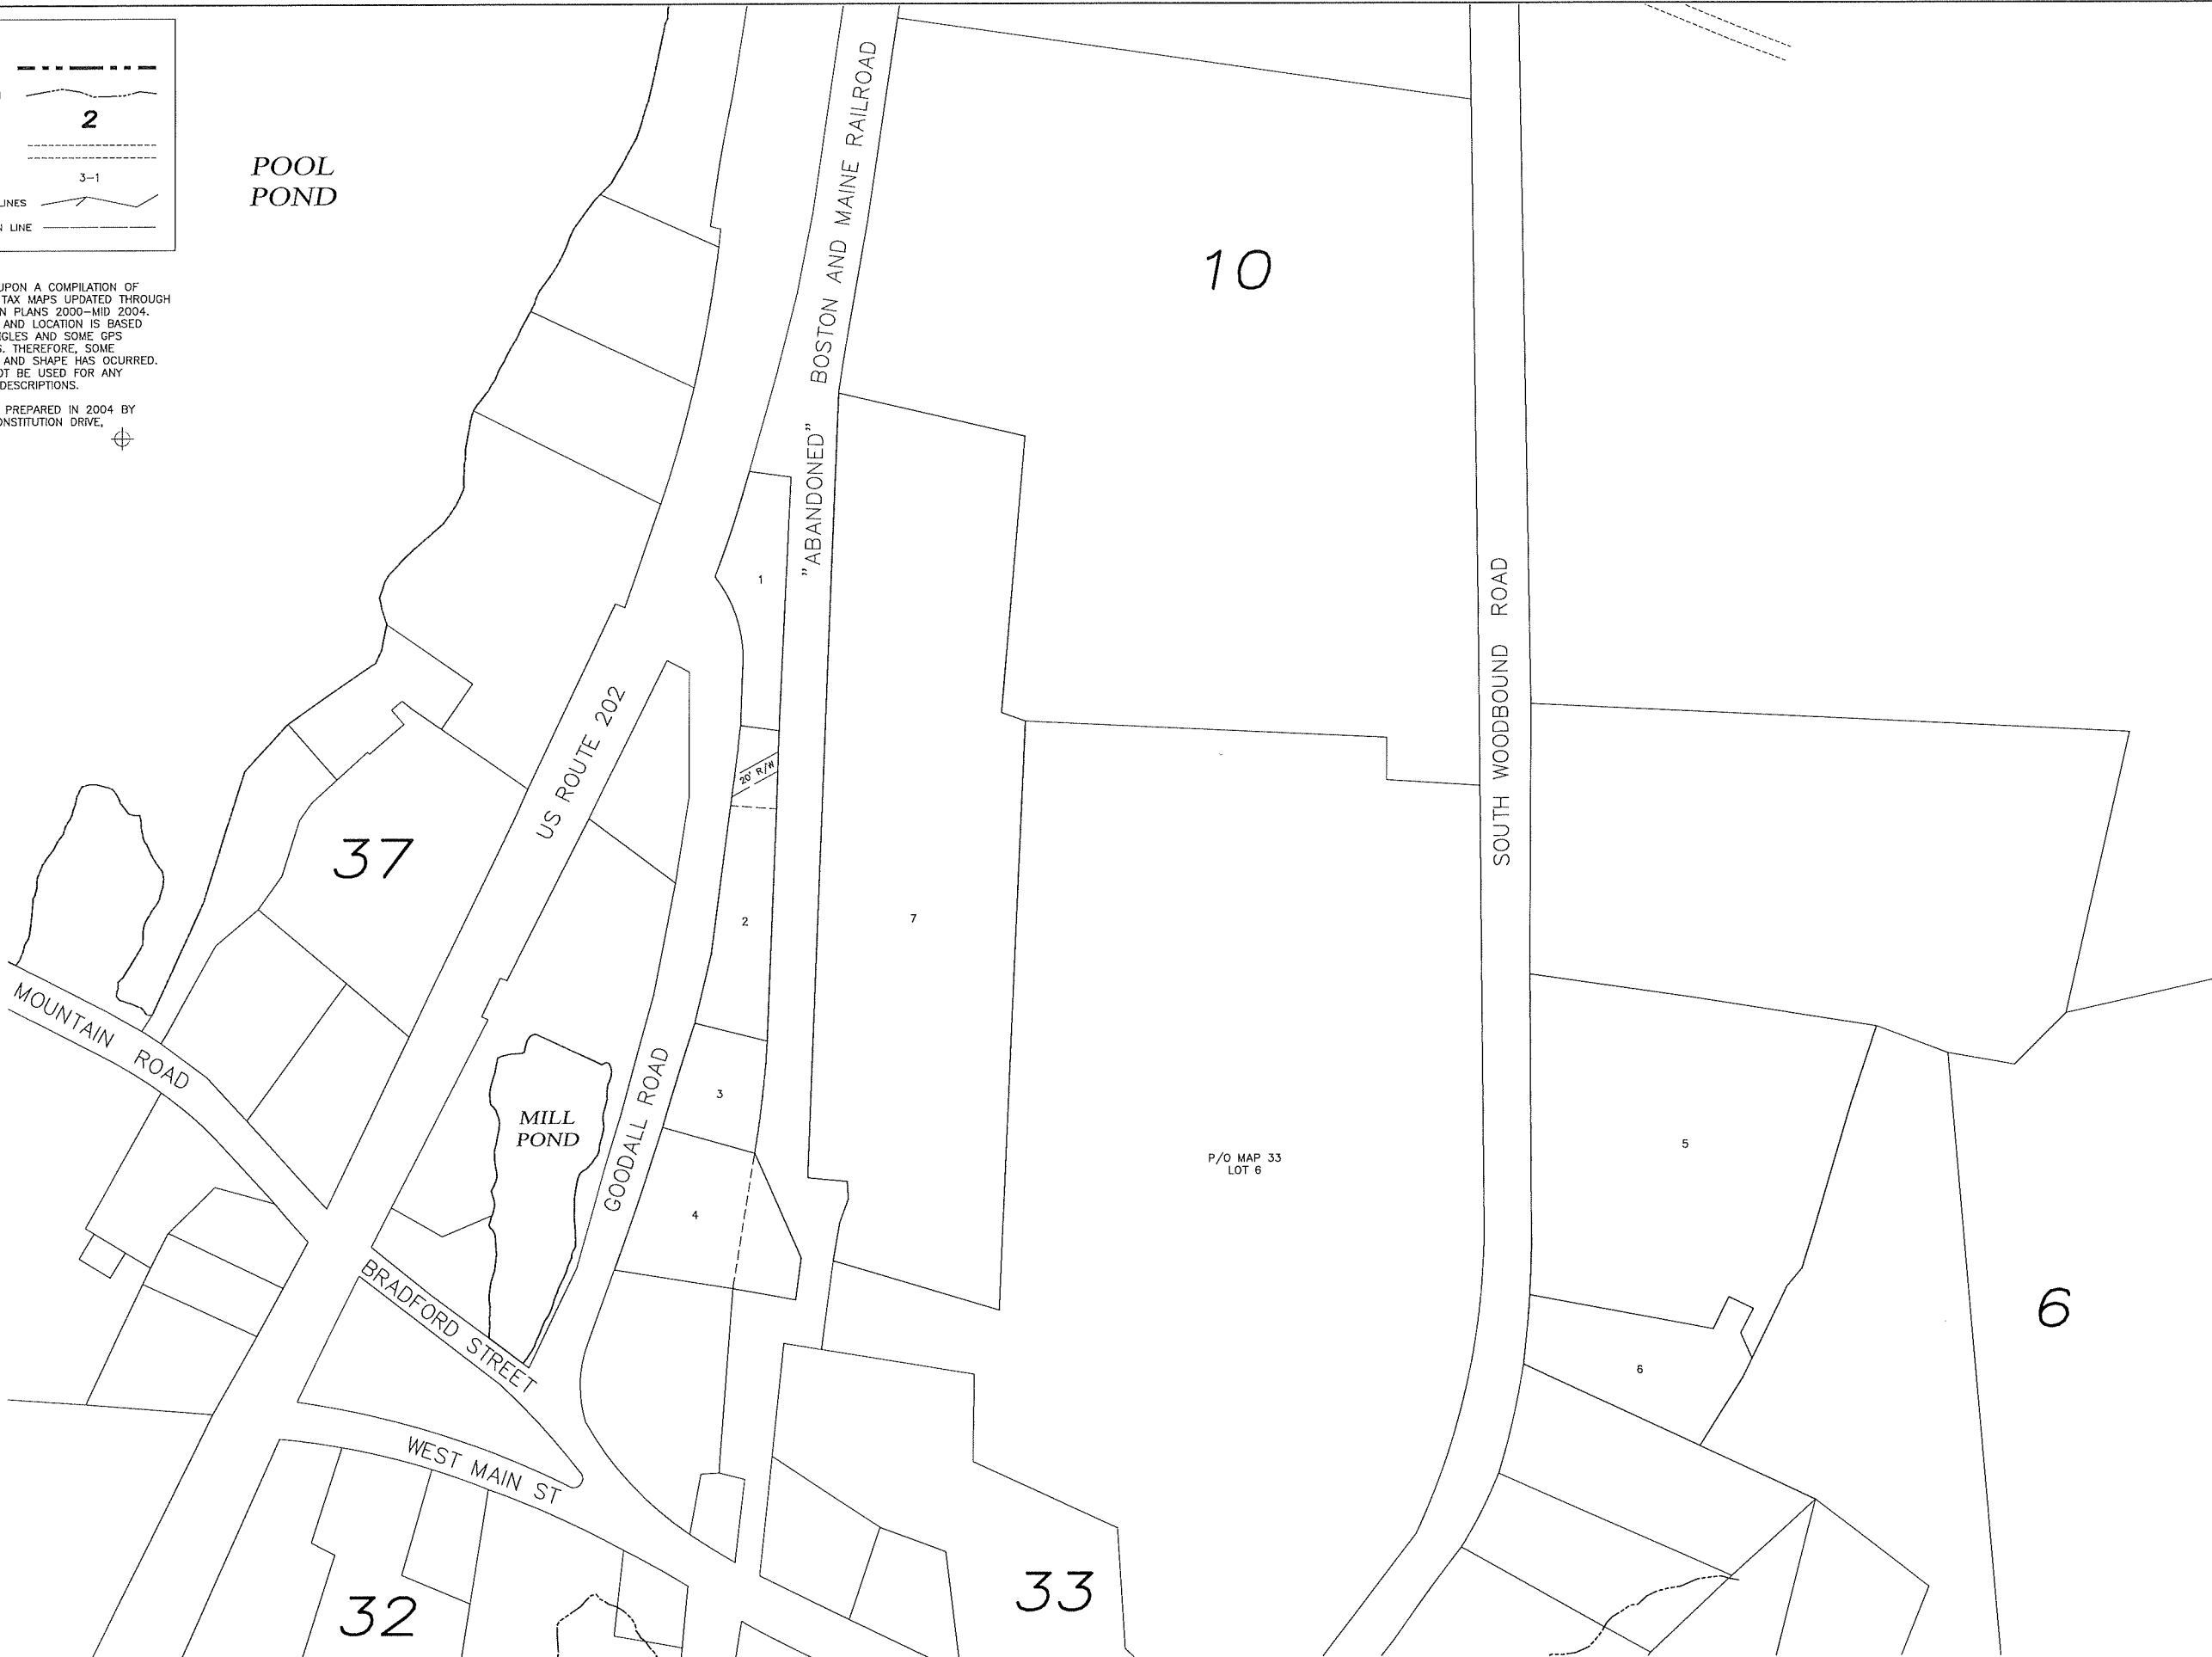 2
3-1
LINES
LINE
UPON A COMPILATION OF
TAX MAPS UPDATED THROUGH
N PLANS 2000-MID 2004.
AND LOCATION IS BASED
NGLES AND SOME GPS
S. THEREFORE, SOME
AND SHAPE HAS OCURRED.
OT BE USED FOR ANY
DESCRIPTIONS.
PREPARED IN 2004 BY
ONSTITUTION DRIVE,
POOL
POND
BOSTON AND MAINE RAILROAD
"ABANDONED"
10
SOUTH WOODBOUND ROAD
US ROUTE 202
1
20' R/W
37
2
7
MOUNTAIN ROAD
MILL
POND
GOODALL ROAD
3
4
P/O MAP 33
LOT 6
5
6
6
BRADFORD STREET
WEST MAIN ST
32
33